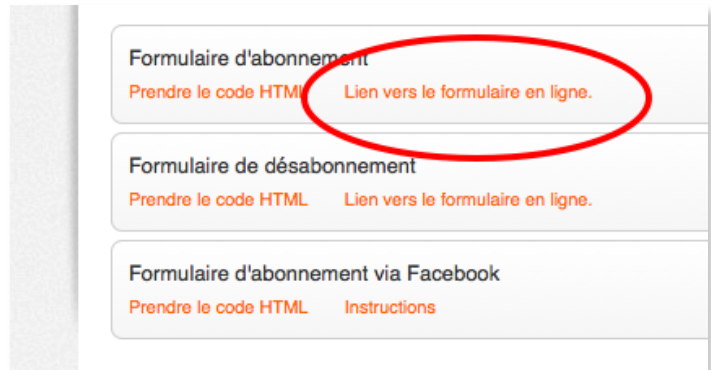 Formulaire d'abonnement
Prendre le code HTML Lien vers le formulaire en ligne.
Formulaire de désabonnement
Prendre le code HTML Lien vers le formulaire en ligne.
Formulaire d'abonnement via Facebook
Prendre le code HTML Instructions